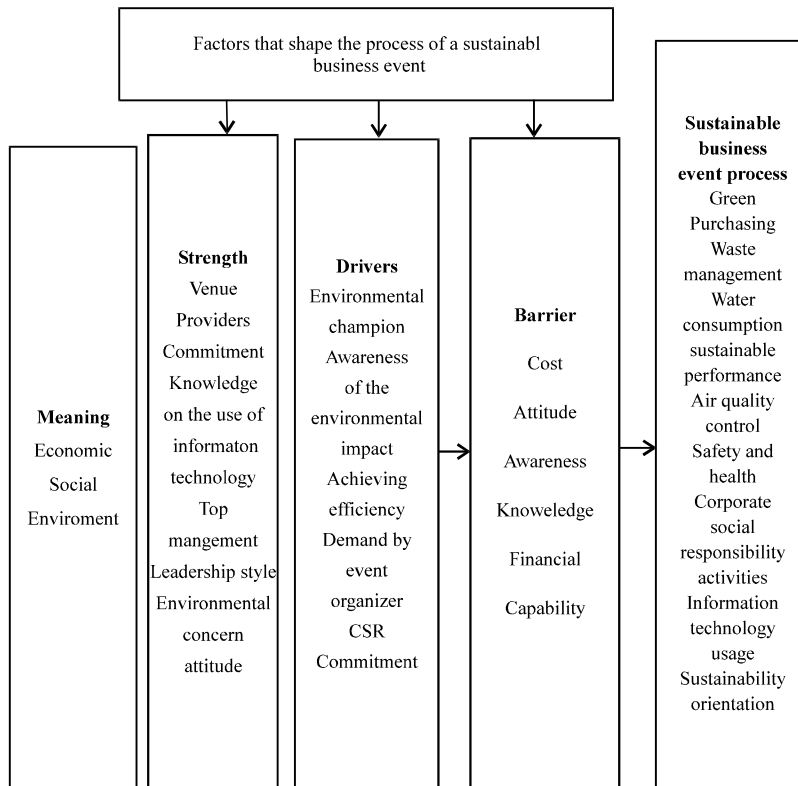 Factors that shape the process of a sustainabl
business event
Meaning
Economic
Social
Enviroment
Strength
Venue
Providers
Commitment
Knowledge
on the use of
informaton
technology
Top
mangement
Leadership style
Environmental
concern
attitude
Drivers
Environmental
champion
Awareness
of the
environmental
impact
Achieving
efficiency
Demand by
event
organizer
CSR
Commitment
Barrier
Cost
Attitude
Awareness
Knoweledge
Financial
Capability
Sustainable
business
event process
Green
Purchasing
Waste
management
Water
consumption
sustainable
performance
Air quality
control
Safety and
health
Corporate
social
responsibility
activities
Information
technology
usage
Sustainability
orientation